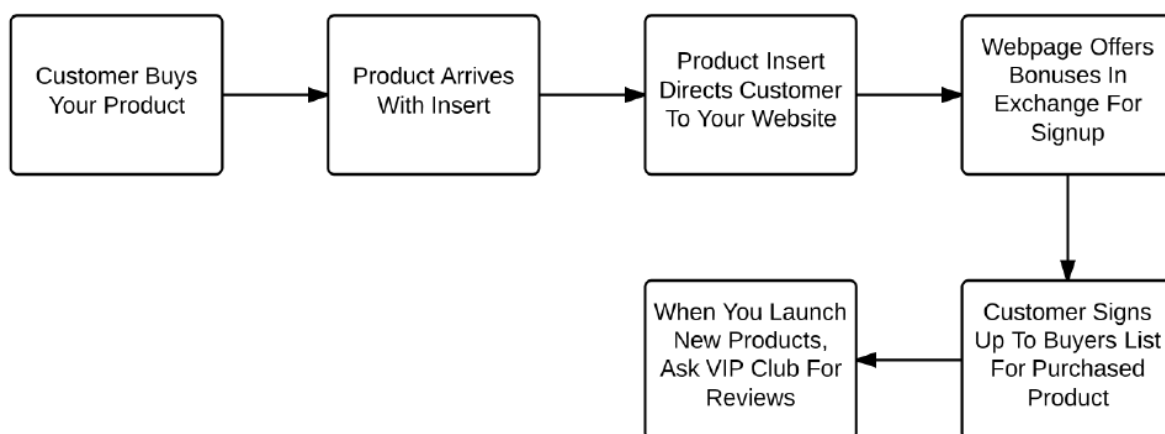 Customer Buys
Your Product
Product Arrives
With Insert
Product Insert
Directs Customer
To Your Website
Webpage Offers
Bonuses In
Exchange For
Signup
When You Launch
New Products,
Ask VIP Club For
Reviews
Customer Signs
Up To Buyers List
For Purchased
Product